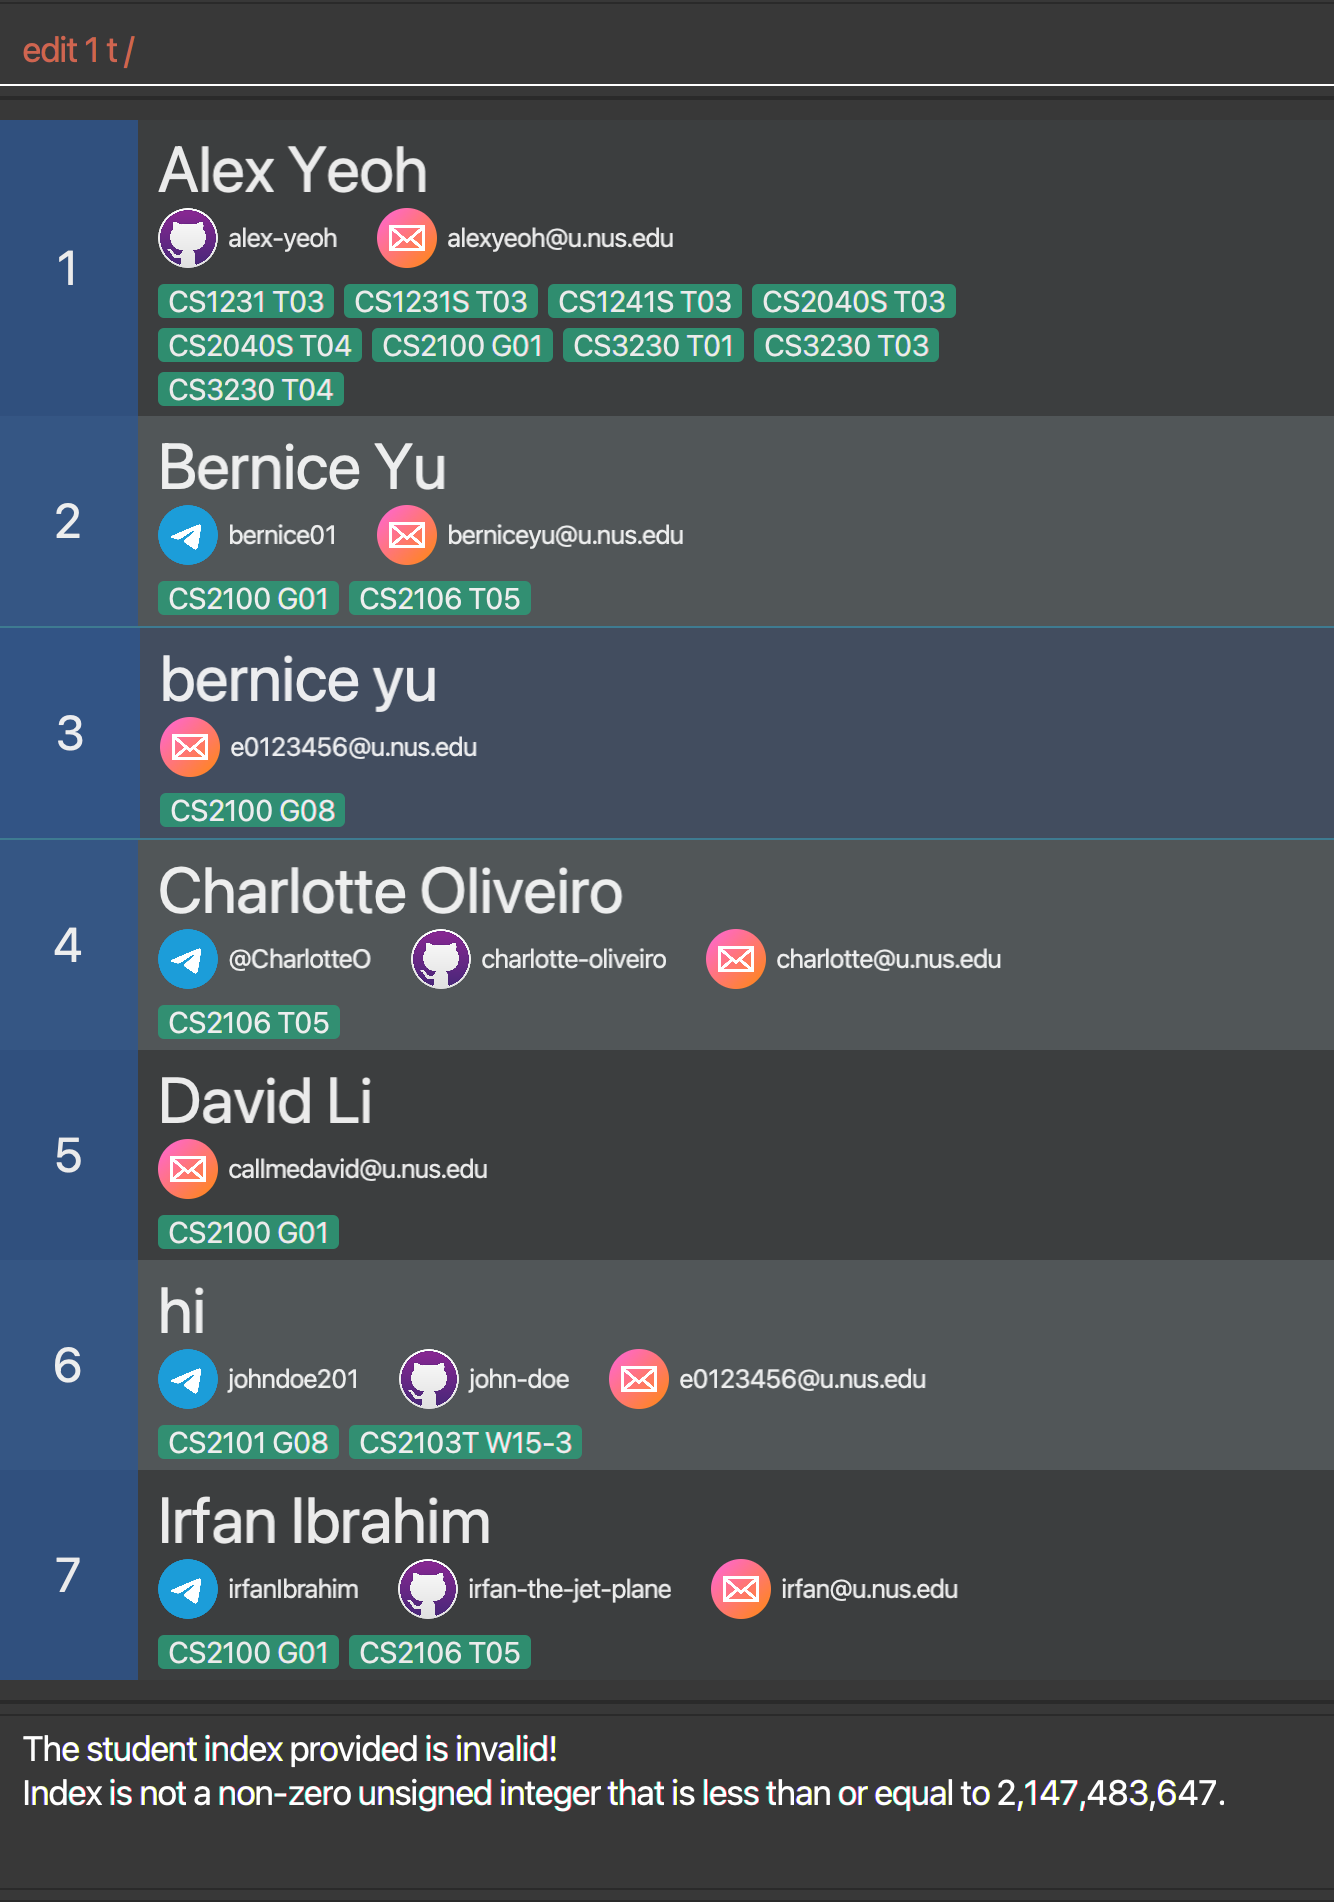 edit 1 t /
1
Alex Yeoh
alex-yeoh alexyeoh@u.nus.edu
CS1231 T03 CS1231S T03 CS1241S T03 CS2040S T03
CS2040S T04 CS2100 G01 CS3230 T01 CS3230 T03
CS3230 T04
2
Bernice Yu
bernice01 berniceyu@u.nus.edu
CS2100 G01 CS2106 T05
3
bernice yu
e0123456@u.nus.edu
CS2100 G08
4
Charlotte Oliveiro
@CharlotteO charlotte-oliveiro charlotte@u.nus.edu
CS2106 T05
5
David Li
callmedavid@u.nus.edu
CS2100 G01
6
hi
johndoe201 john-doe e0123456@u.nus.edu
CS2101 G08 CS2103T W15-3
7
Irfan Ibrahim
irfanIbrahim irfan-the-jet-plane irfan@u.nus.edu
CS2100 G01 CS2106 T05
The student index provided is invalid!
Index is not a non-zero unsigned integer that is less than or equal to 2,147,483,647.